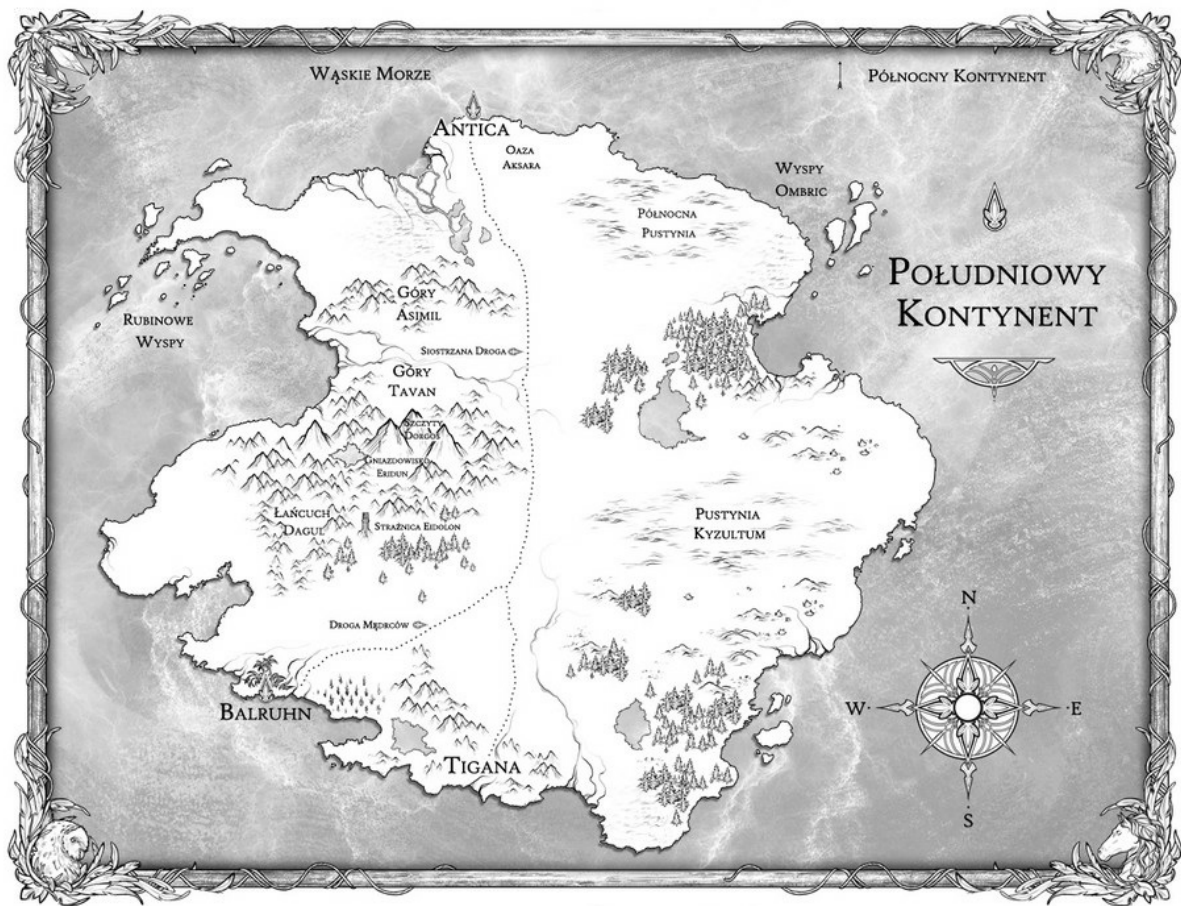 Wąskie Morze
Północny Kontynent
Antica
Oaza
Aksara
Wyspy
Ombric
Północna
Pustynia
Południowy
Kontynent
Góry
Asimil
Rubinowe
Wyspy
Siostrzana Droga
Góry
Tavan
Szczyty
Dorgos
Gniazdowisko
Eridun
Łańcuch
Dagul
Strażnica Eidolon
Pustynia
Kyzultum
Droga Mędrców
Balruhn
Tigana
N
W
E
S